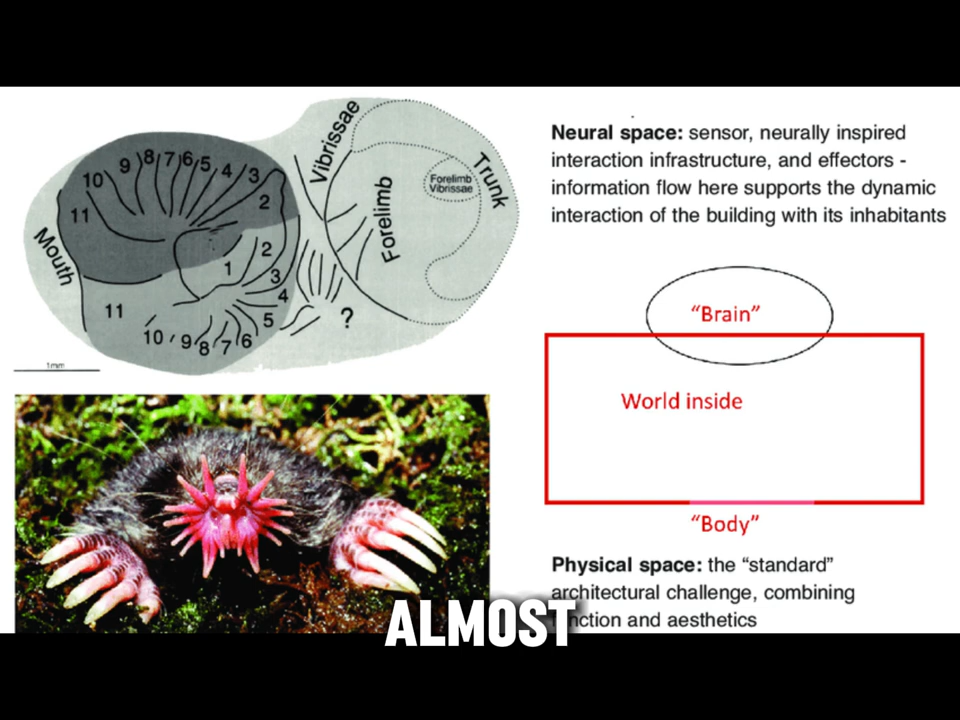 Vibrissae
Trunk
Forelimb
Vibrissae
Forelimb
Mouth
11
10
9
8
7
6
5
4
3
2
1
2
3
4
5
6
7
8
9
10
11
?
1mm
Neural space: sensor, neurally inspired
interaction infrastructure, and effectors -
information flow here supports the dynamic
interaction of the building with its inhabitants
“Brain”
World inside
“Body”
Physical space: the “standard”
architectural challenge, combining
function and aesthetics
ALMOST